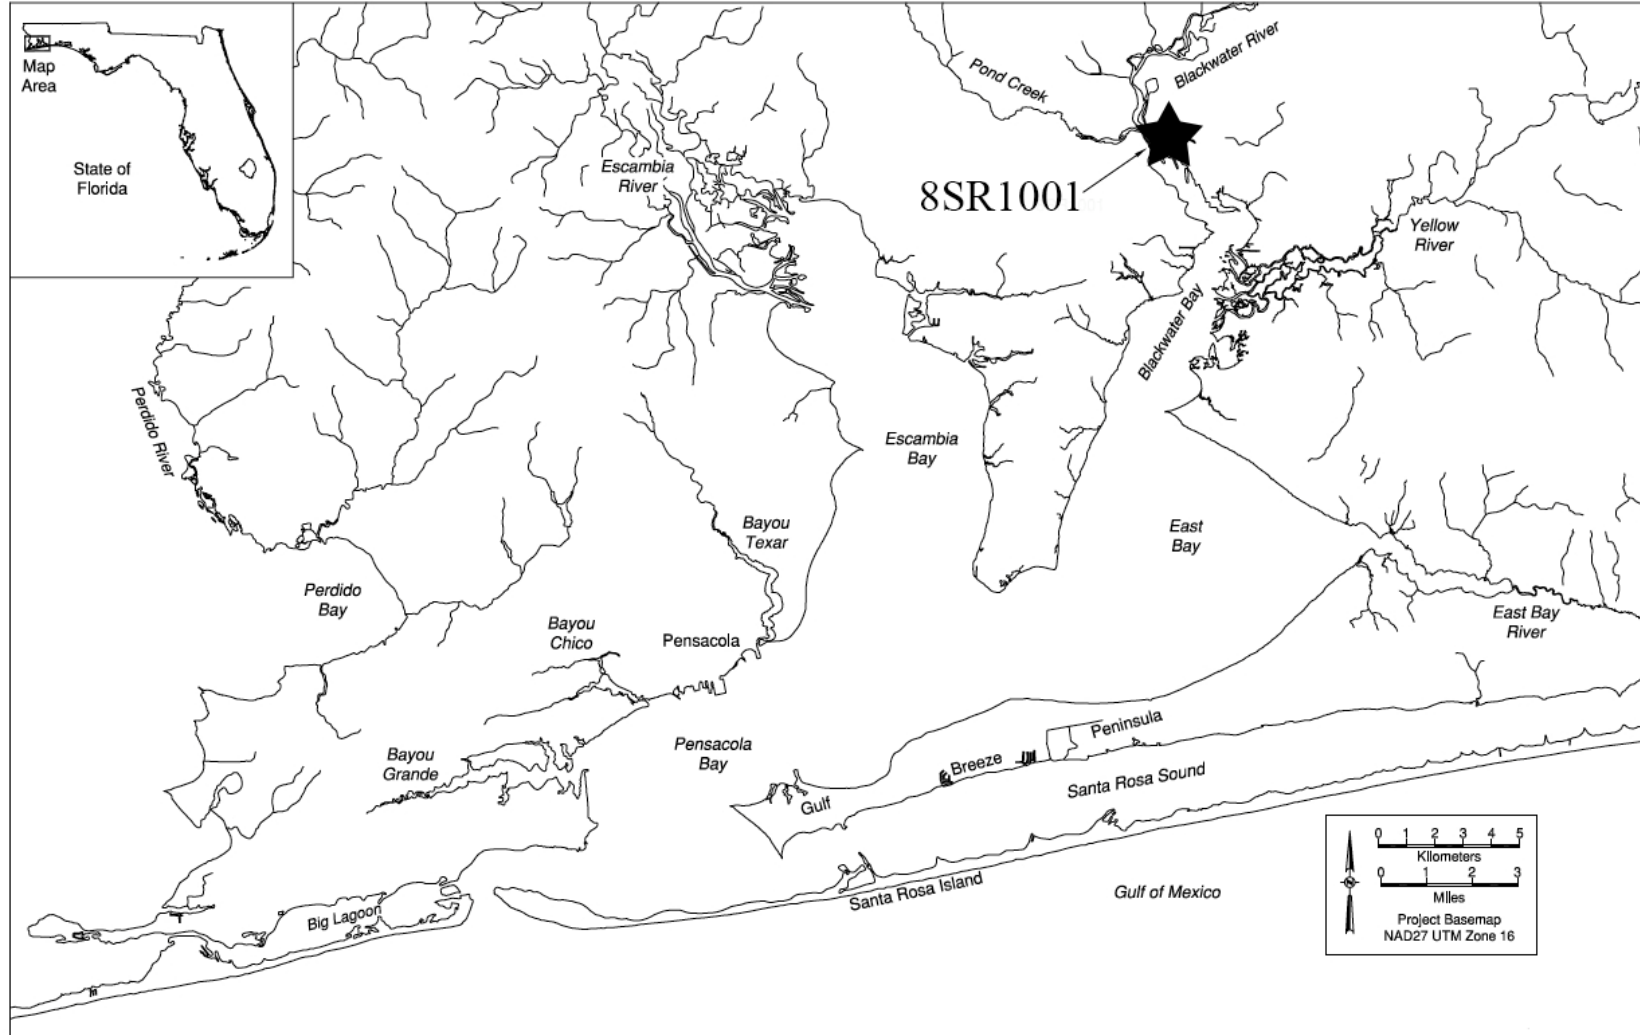 Map
Area
State of
Florida
Pond Creek
Blackwater River
Escambia
River
8SR1001
Yellow
River
Blackwater Bay
Perdido River
Escambia
Bay
Bayou
Texar
East
Bay
Perdido
Bay
Bayou
Chico
Pensacola
East Bay
River
Pensacola
Bay
Bayou
Grande
Gulf Breeze Peninsula
Santa Rosa Sound
Santa Rosa Island
Gulf of Mexico
Big Lagoon
0 1 2 3 4 5
Kilometers
0 1 2 3
Miles
N
Project Basemap
NAD27 UTM Zone 16